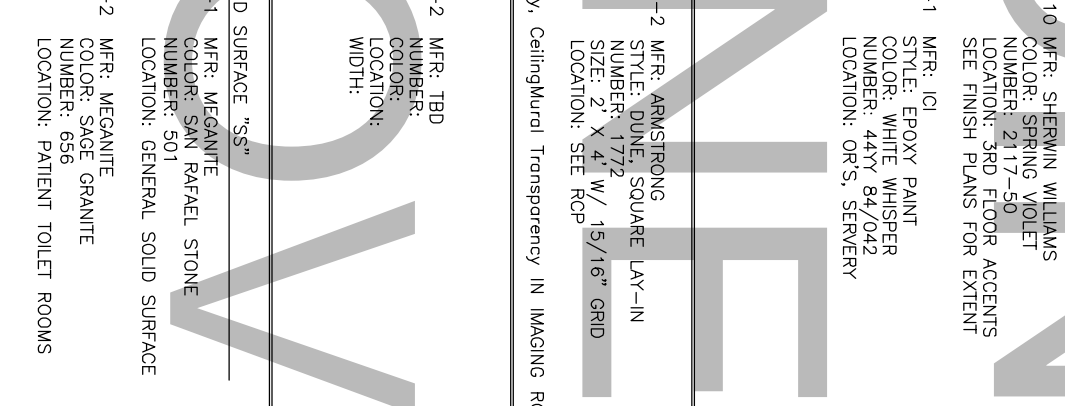 10 MFR: SHERWIN WILLIAMS
COLOR: SPRING VIOLET
NUMBER: 2117-50
LOCATION: 3RD FLOOR ACCENTS
SEE FINISH PLANS FOR EXTENT
-1 MFR: ICI
STYLE: EPOXY PAINT
COLOR: WHITE WHISPER
NUMBER: 44YY 84/042
LOCATION: OR'S, SERVERY
-2 MFR: ARMSTRONG
STYLE: DUNE, SQUARE LAY-IN
NUMBER: 1772
SIZE: 2' X 4' W/ 15/16" GRID
LOCATION: SEE RCP
y, CeilingMural Transparency IN IMAGING
-2 MFR: TBD
NUMBER:
COLOR:
LOCATION:
WIDTH:
D SURFACE "SS"
-1 MFR: MEGANITE
COLOR: SAN RAFAEL STONE
NUMBER: 501
LOCATION: GENERAL SOLID SURFACE
-2 MFR: MEGANITE
COLOR: SAGE GRANITE
NUMBER: 656
LOCATION: PATIENT TOILET ROOMS